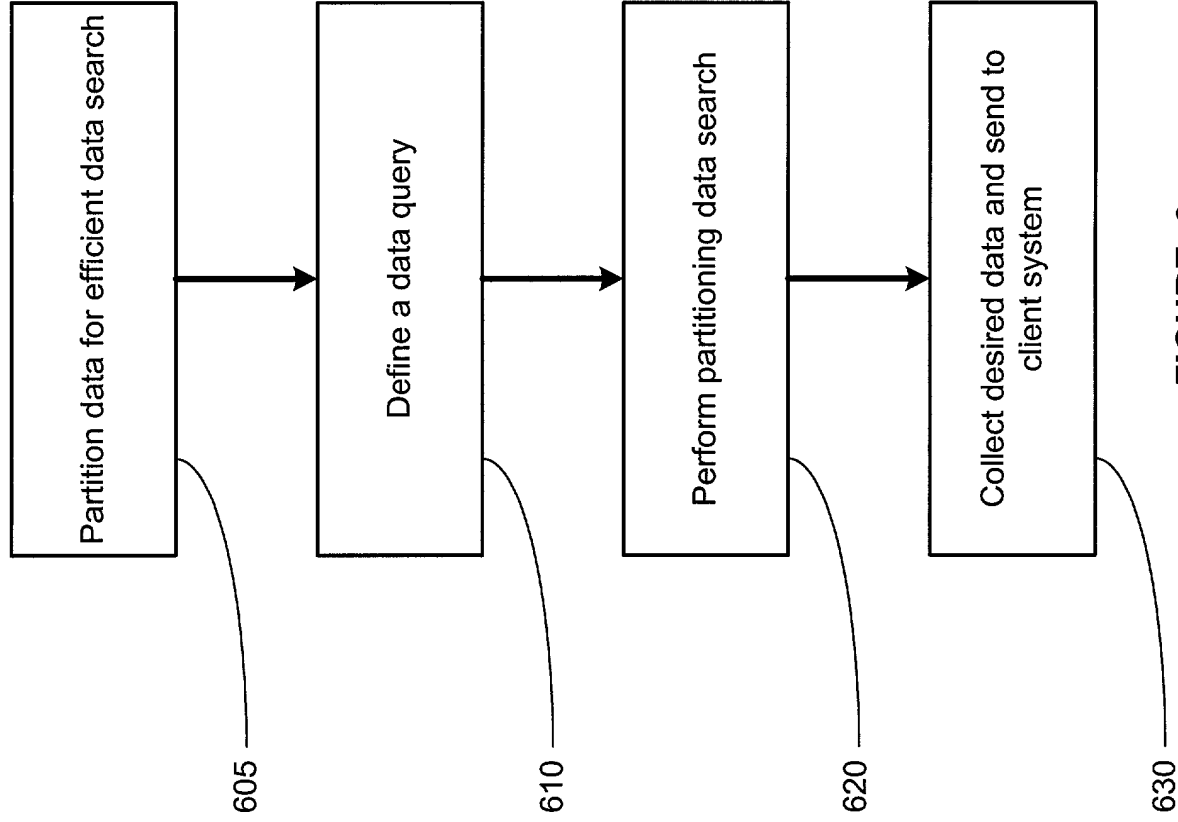 Partition data for efficient data search
605
Define a data query
610
Perform partitioning data search
620
Collect desired data and send to
client system
630